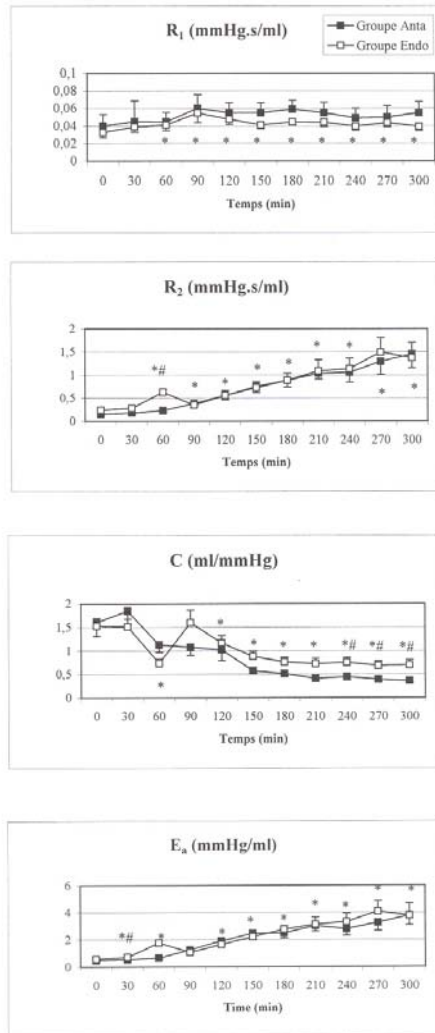 R1 (mmHg.s/ml)
Groupe Anta
Groupe Endo
0,1
0,08
0,06
0,04
0,02
0
* * * * * * * * *
0 30 60 90 120 150 180 210 240 270 300
Temps (min)
R2 (mmHg.s/ml)
2
1,5
1
0,5
0
*# * * * * * * * *
0 30 60 90 120 150 180 210 240 270 300
Temps (min)
C (ml/mmHg)
2
1,5
1
0,5
0
* * * * * *# *# *#
0 30 60 90 120 150 180 210 240 270 300
Temps (min)
Ea (mmHg/ml)
6
4
2
0
*# * * * * * * * *
0 30 60 90 120 150 180 210 240 270 300
Time (min)